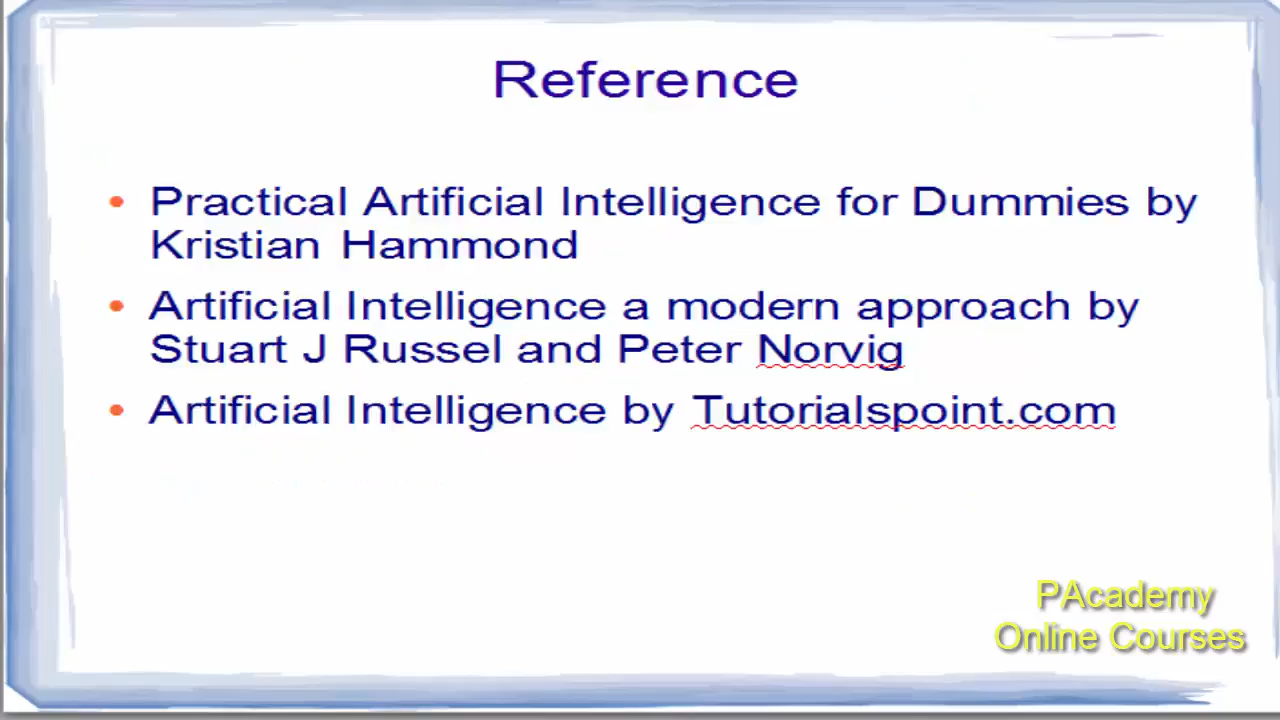 Reference
• Practical Artificial Intelligence for Dummies by
Kristian Hammond
• Artificial Intelligence a modern approach by
Stuart J Russel and Peter Norvig
• Artificial Intelligence by Tutorialspoint.com
PAcademy
Online Courses